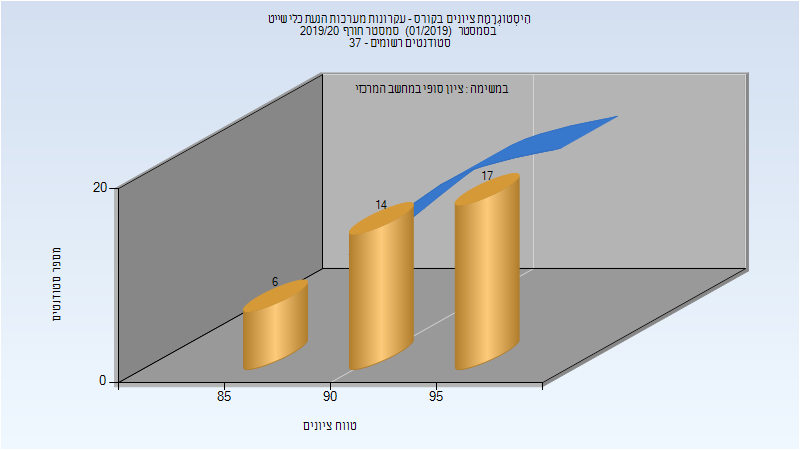 היסטוגרמת ציונים בקורס - עקרונות מערכות הנעת כלי שייט
בסמסטר (01/2019) סמסטר חורף 2019/20
סטודנטים רשומים - 37
במשימה : ציון סופי במחשב המרכזי
17
14
6
20
0
מספר סטודנטים
85
90
95
טווח ציונים